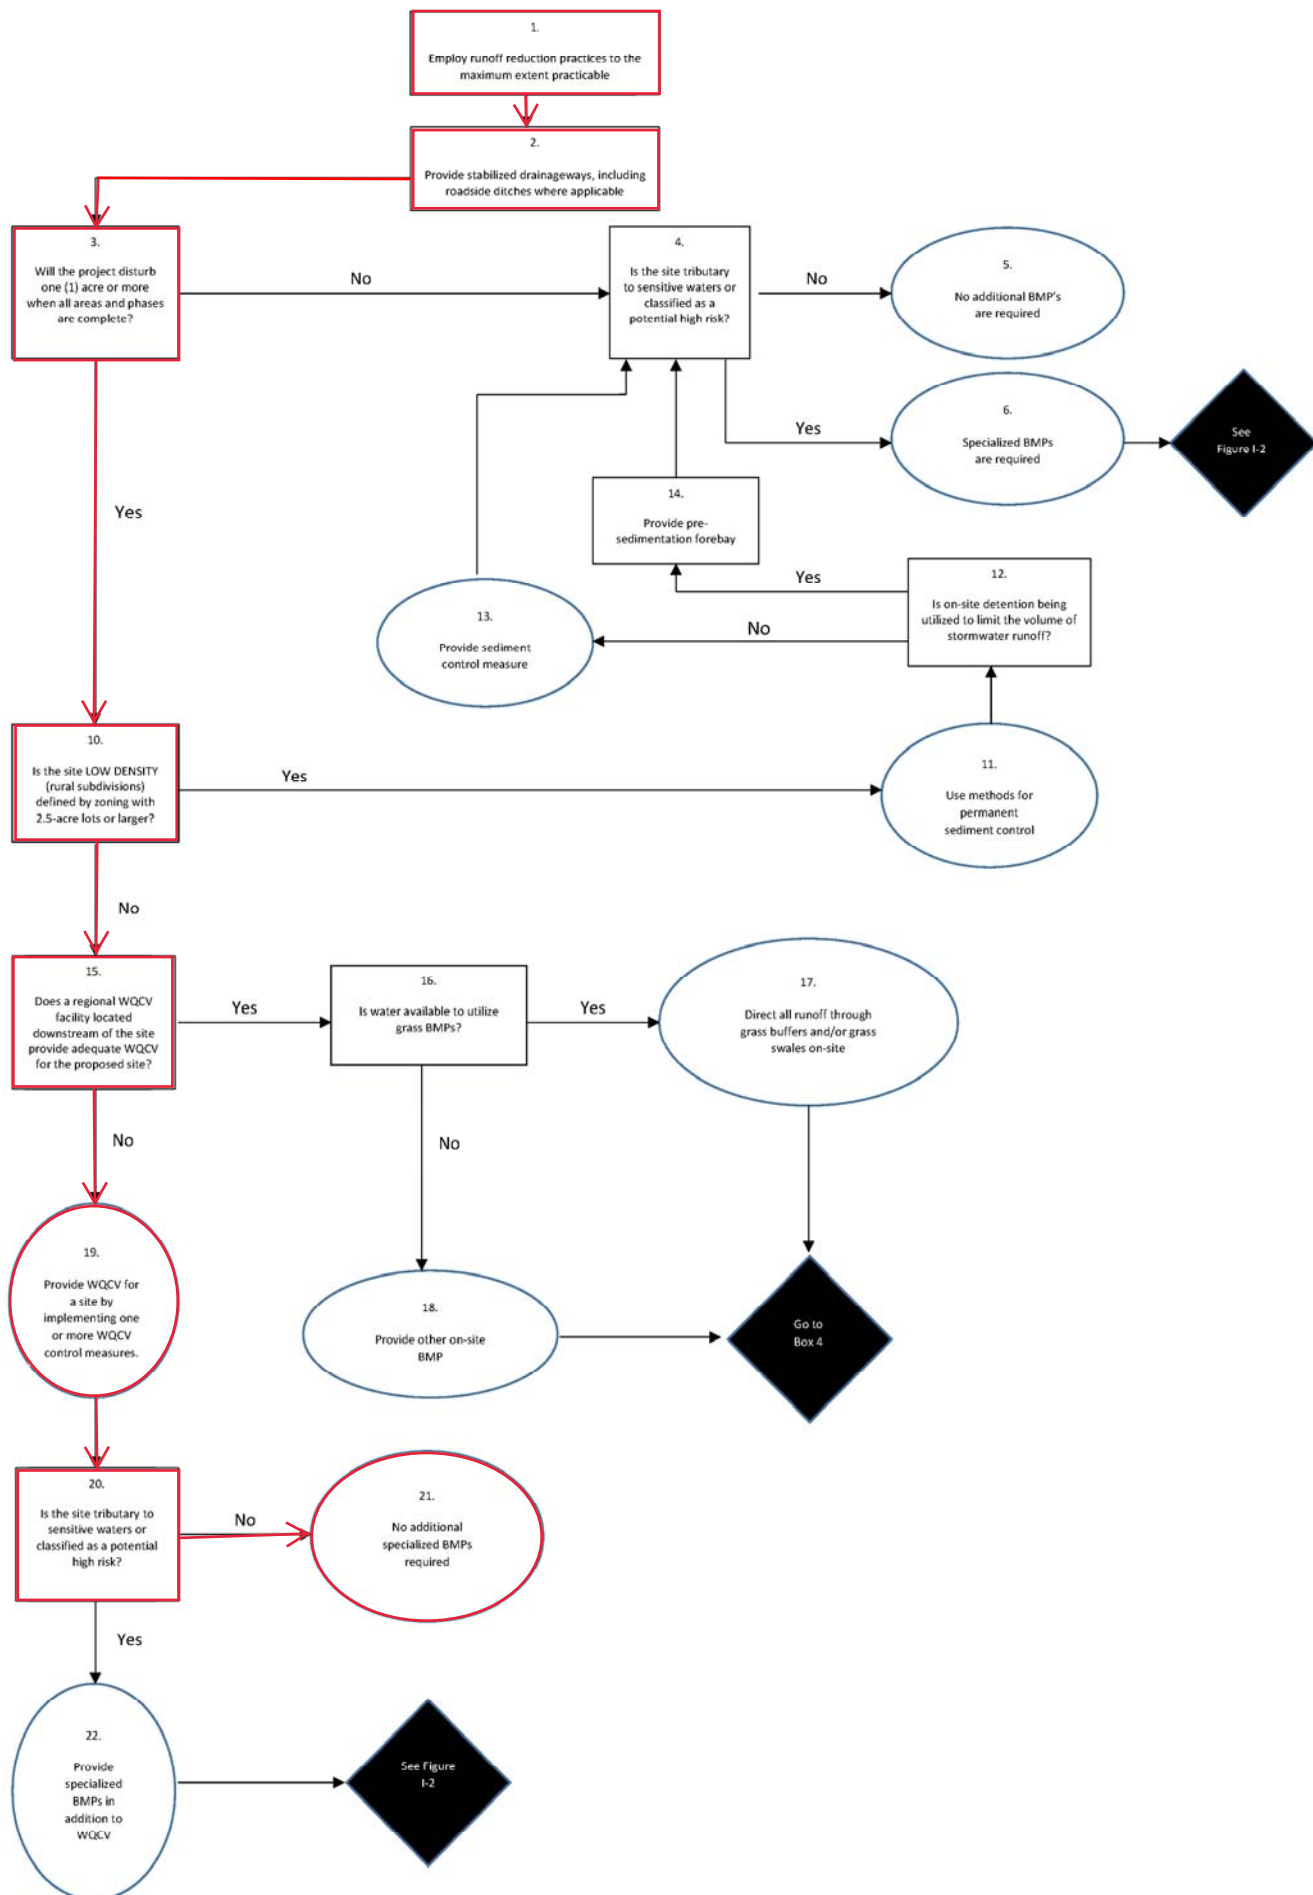 1.
Employ runoff reduction practices to the
maximum extent practicable
2.
Provide stabilized drainageways, including
roadside ditches where applicable
3.
Will the project disturb
one (1) acre or more
when all areas and phases
are complete?
No
4.
Is the site tributary
to sensitive waters or
classified as a
potential high risk?
No
5.
No additional BMP's
are required
Yes
6.
Specialized BMPs
are required
See
Figure I-2
Yes
14.
Provide pre-
sedimentation forebay
Yes
12.
Is on-site detention being
utilized to limit the volume of
stormwater runoff?
No
13.
Provide sediment
control measure
10.
Is the site LOW DENSITY
(rural subdivisions)
defined by zoning with
2.5-acre lots or larger?
Yes
11.
Use methods for
permanent
sediment control
No
15.
Does a regional WQCV
facility located
downstream of the site
provide adequate WQCV
for the proposed site?
Yes
16.
Is water available to utilize
grass BMPs?
Yes
17.
Direct all runoff through
grass buffers and/or grass
swales on-site
No
No
19.
Provide WQCV for
a site by
implementing one
or more WQCV
control measures.
18.
Provide other on-site
BMP
Go to
Box 4
20.
Is the site tributary to
sensitive waters or
classified as a potential
high risk?
No
21.
No additional
specialized BMPs
required
Yes
22.
Provide
specialized
BMPs in
addition to
WQCV
See Figure
I-2